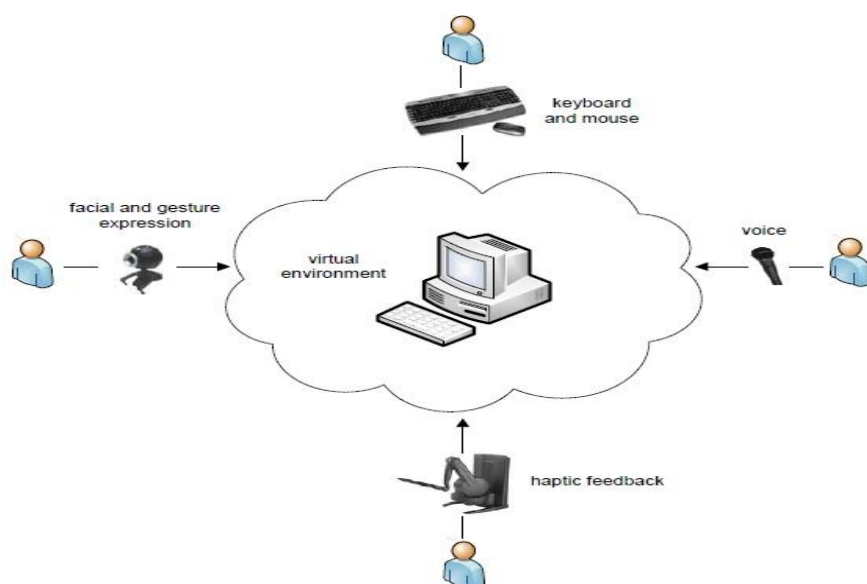 keyboard
and mouse
facial and gesture
expression
virtual
environment
voice
haptic feedback